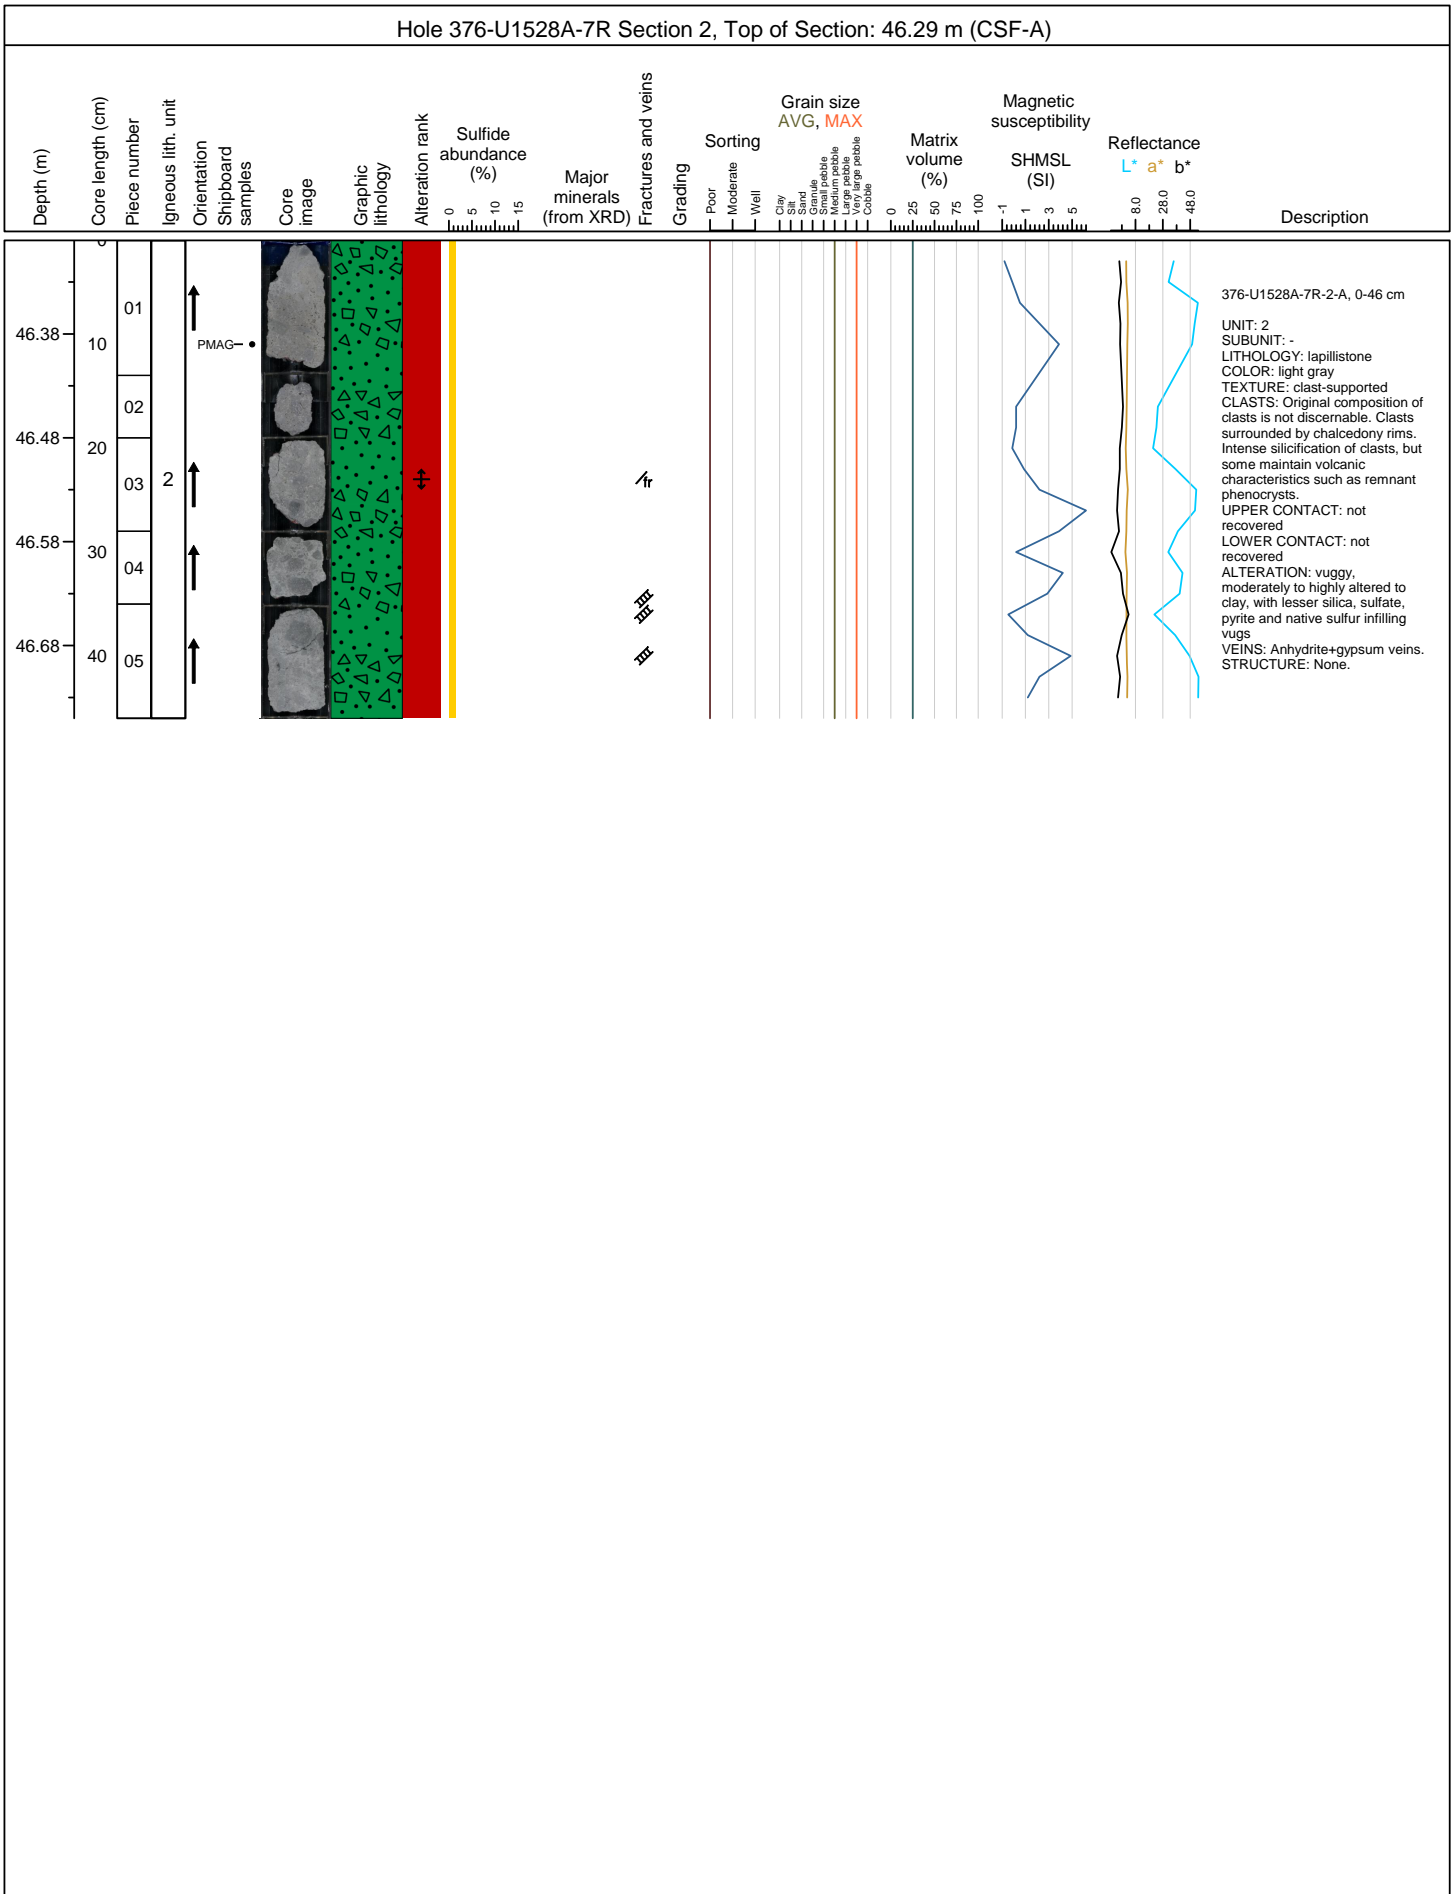 Hole 376-U1528A-7R Section 2, Top of Section: 46.29 m (CSF-A)
Depth (m)
Core length (cm)
Piece number
Igneous lith. unit
Orientation
Shipboard
samples
Core
image
Graphic
lithology
Alteration rank
Sulfide
abundance
(%)
0
5
10
15
Major
minerals
(from XRD)
Fractures and veins
Grading
Sorting
Poor
Moderate
Well
Grain size
AVG, MAX
Clay
Silt
Sand
Granule
Small pebble
Medium pebble
Large pebble
Very large pebble
Cobble
Matrix
volume
(%)
0
25
50
75
100
Magnetic
susceptibility
SHMSL
(SI)
-1
1
3
5
Reflectance
L* a* b*
8.0
28.0
48.0
Description
0
46.38
10
01
PMAG
02
46.48
20
03
2
fr
46.58
30
04
46.68
40
05
376-U1528A-7R-2-A, 0-46 cm
UNIT: 2
SUBUNIT: -
LITHOLOGY: lapillistone
COLOR: light gray
TEXTURE: clast-supported
CLASTS: Original composition of
clasts is not discernable. Clasts
surrounded by chalcedony rims.
Intense silicification of clasts, but
some maintain volcanic
characteristics such as remnant
phenocrysts.
UPPER CONTACT: not
recovered
LOWER CONTACT: not
recovered
ALTERATION: vuggy,
moderately to highly altered to
clay, with lesser silica, sulfate,
pyrite and native sulfur infilling
vugs
VEINS: Anhydrite+gypsum veins.
STRUCTURE: None.